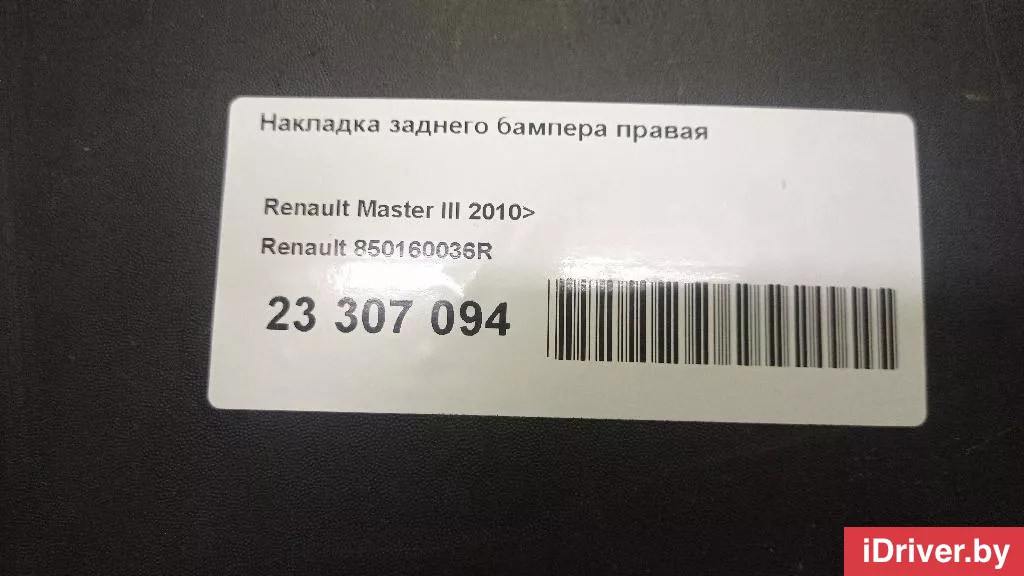 Накладка заднего бампера правая
Renault Master III 2010>
Renault 850160036R
23 307 094
iDriver.by